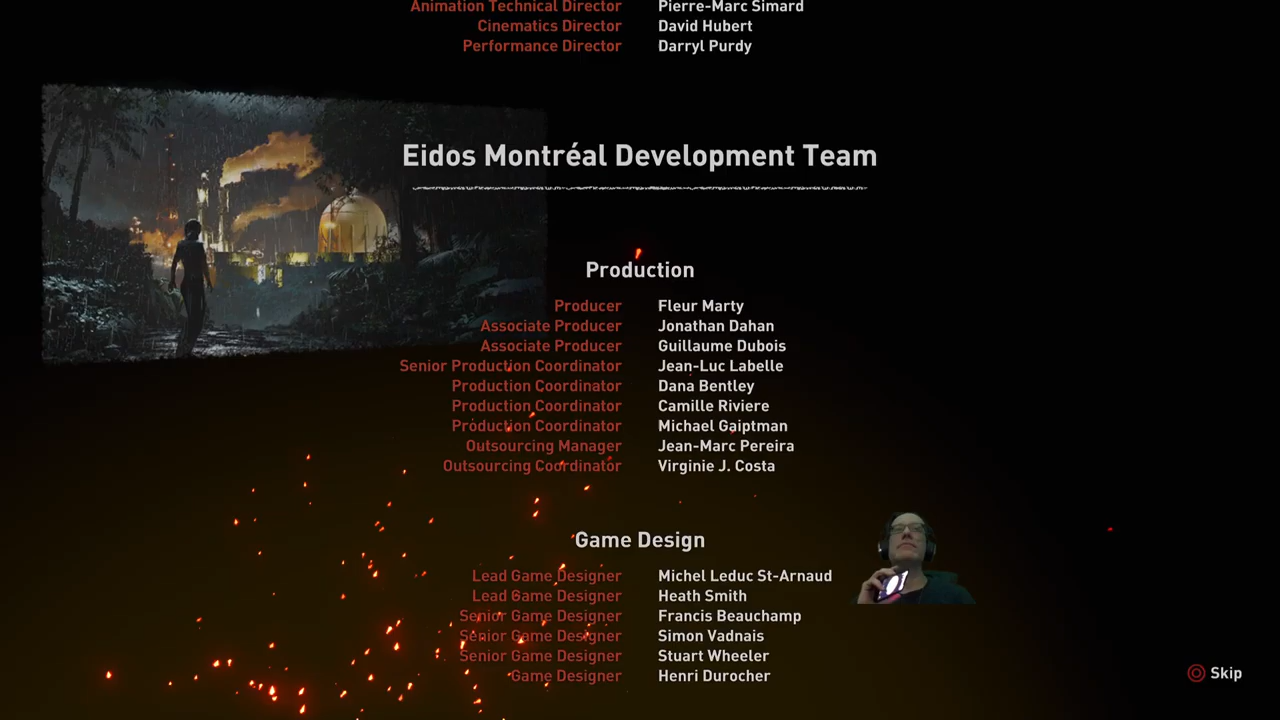 Animation Technical Director Pierre-Marc Simard
Cinematics Director David Hubert
Performance Director Darryl Purdy
Eidos Montréal Development Team
Production
Producer Fleur Marty
Associate Producer Jonathan Dahan
Associate Producer Guillaume Dubois
Senior Production Coordinator Jean-Luc Labelle
Production Coordinator Dana Bentley
Production Coordinator Camille Riviere
Production Coordinator Michael Gaiptman
Outsourcing Manager Jean-Marc Pereira
Outsourcing Coordinator Virginie J. Costa
Game Design
Lead Game Designer Michel Leduc St-Arnaud
Lead Game Designer Heath Smith
Senior Game Designer Francis Beauchamp
Senior Game Designer Simon Vadnais
Senior Game Designer Stuart Wheeler
Game Designer Henri Durocher
Skip